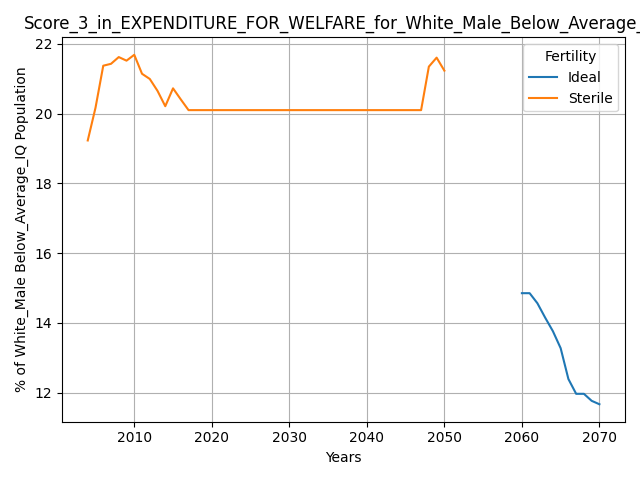 Score_3_in_EXPENDITURE_FOR_WELFARE_for_White_Male_Below_Average_
% of White_Male Below_Average_IQ Population
22
20
18
16
14
12
Fertility
Ideal
Sterile
2010 2020 2030 2040 2050 2060 2070
Years